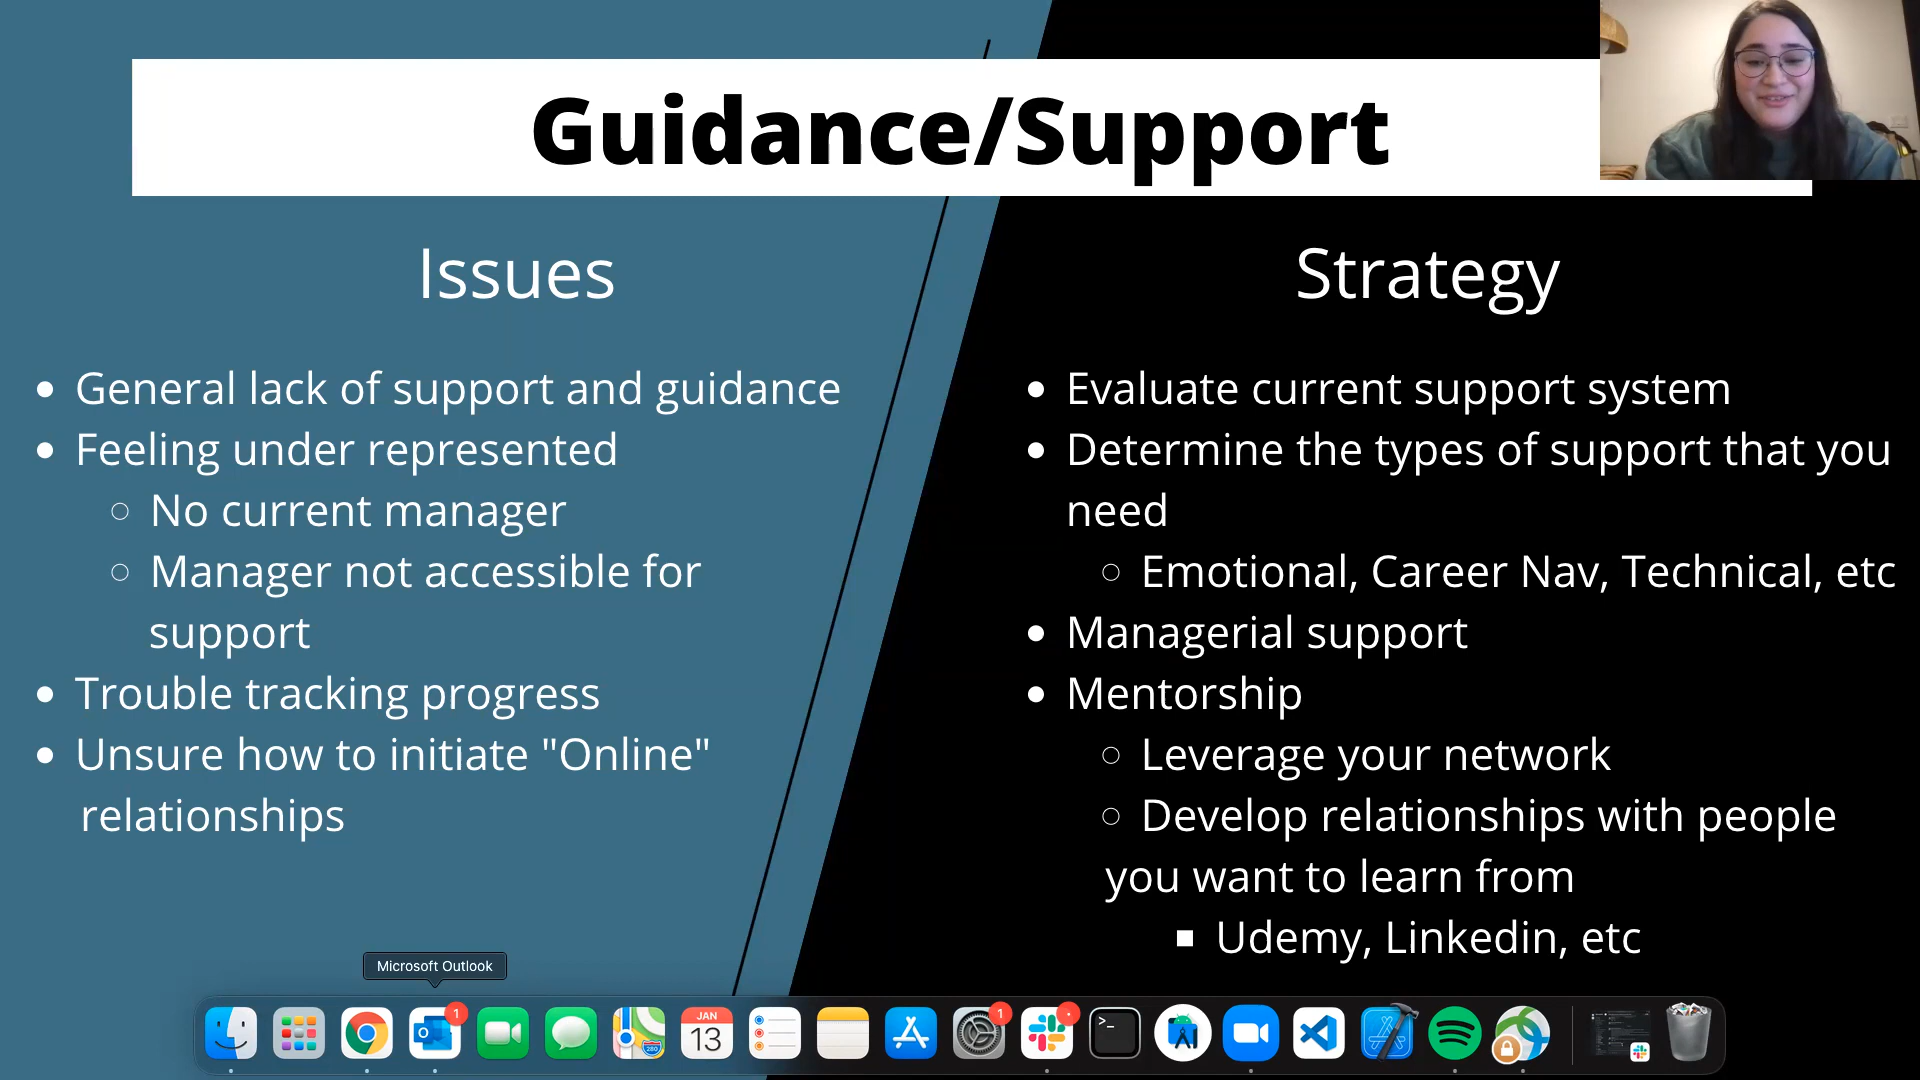 Guidance/Support
Issues
• General lack of support and guidance
• Feeling under represented
○ No current manager
○ Manager not accessible for
support
• Trouble tracking progress
• Unsure how to initiate "Online"
relationships
Strategy
• Evaluate current support system
• Determine the types of support that you
need
○ Emotional, Career Nav, Technical, etc
• Managerial support
• Mentorship
○ Leverage your network
○ Develop relationships with people
you want to learn from
▪ Udemy, Linkedin, etc
Microsoft Outlook
1
JAN
13
280
1
>_